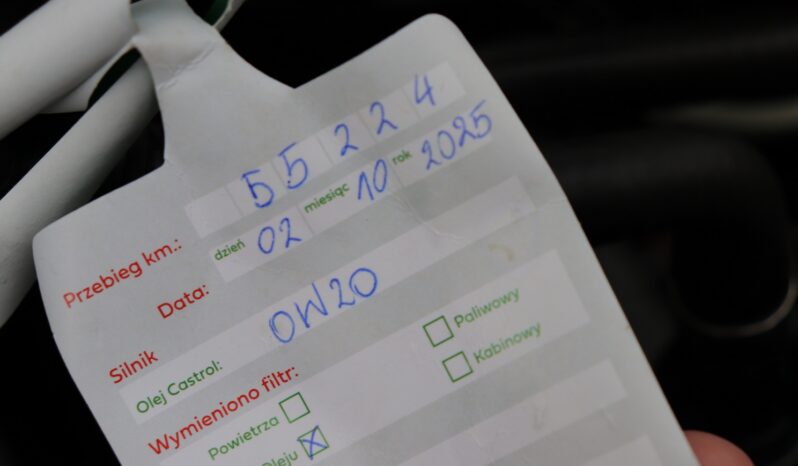 Przebieg km.: 55224
Data: dzień 02 miesiąc 10 rok 2025
Silnik
Olej Castrol: 0W20
Wymieniono filtr:
Powietrza Paliwowy
Oleju Kabinowy